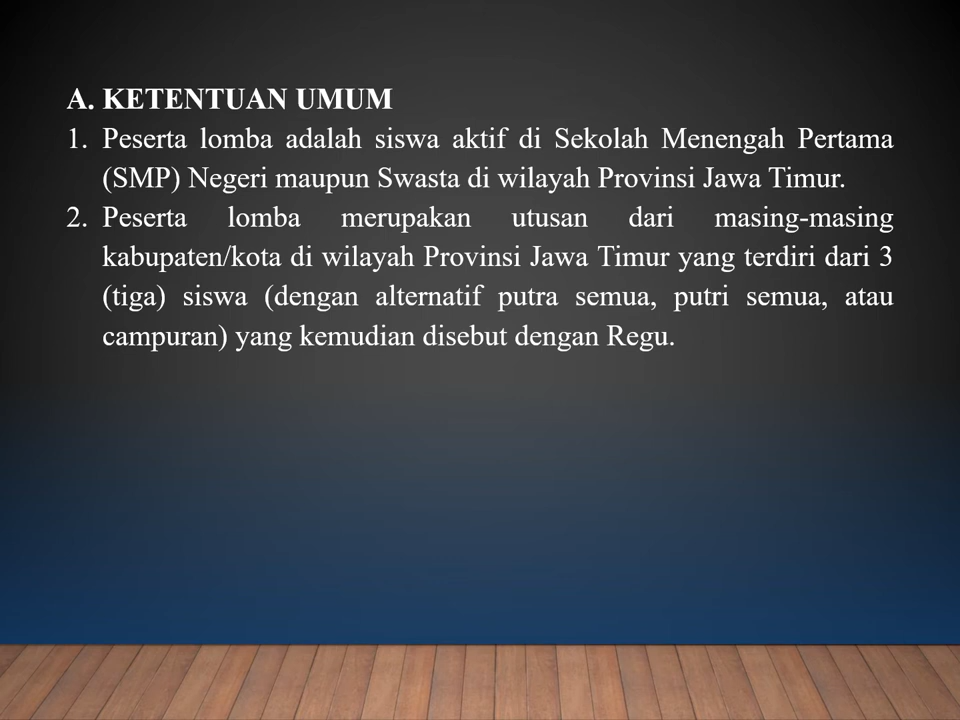 A. KETENTUAN UMUM
1. Peserta lomba adalah siswa aktif di Sekolah Menengah Pertama
(SMP) Negeri maupun Swasta di wilayah Provinsi Jawa Timur.
2. Peserta lomba merupakan utusan dari masing-masing
kabupaten/kota di wilayah Provinsi Jawa Timur yang terdiri dari 3
(tiga) siswa (dengan alternatif putra semua, putri semua, atau
campuran) yang kemudian disebut dengan Regu.